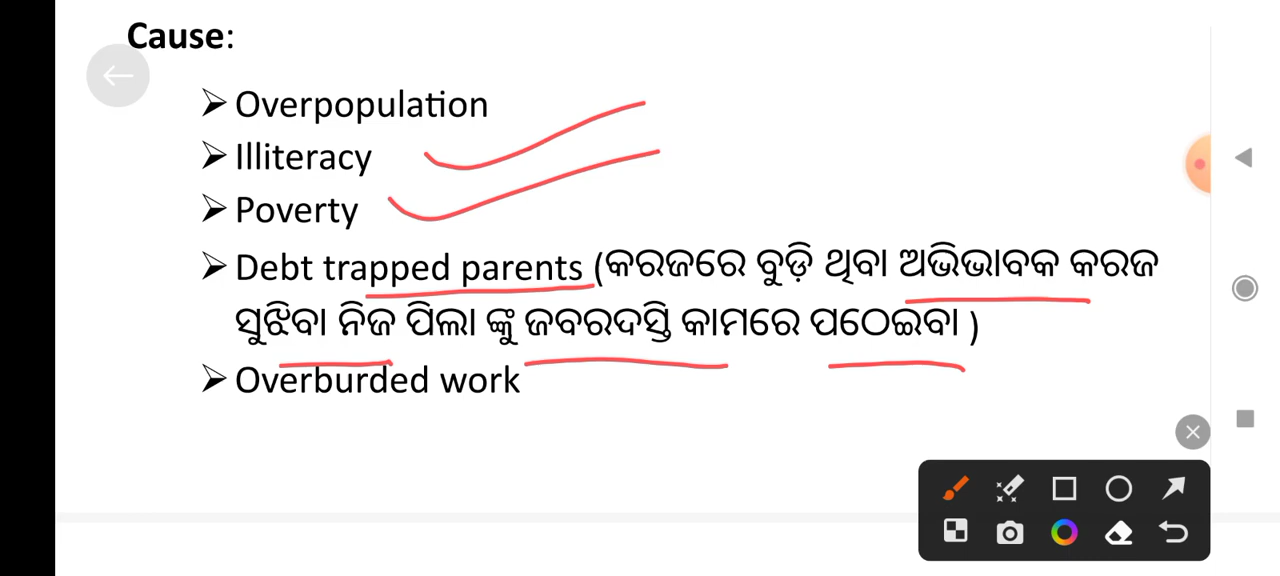 Cause:
➢ Overpopulation
➢ Illiteracy
➢ Poverty
➢ Debt trapped parents (କରଜରେ ବୁଡ଼ି ଥିବା ଅଭିଭାବକ କରଜ
ସୁଝିବା ନିଜ ପିଲା ଙ୍କୁ ଜବରଦସ୍ତି କାମରେ ପଠେଇବା )
➢ Overburded work